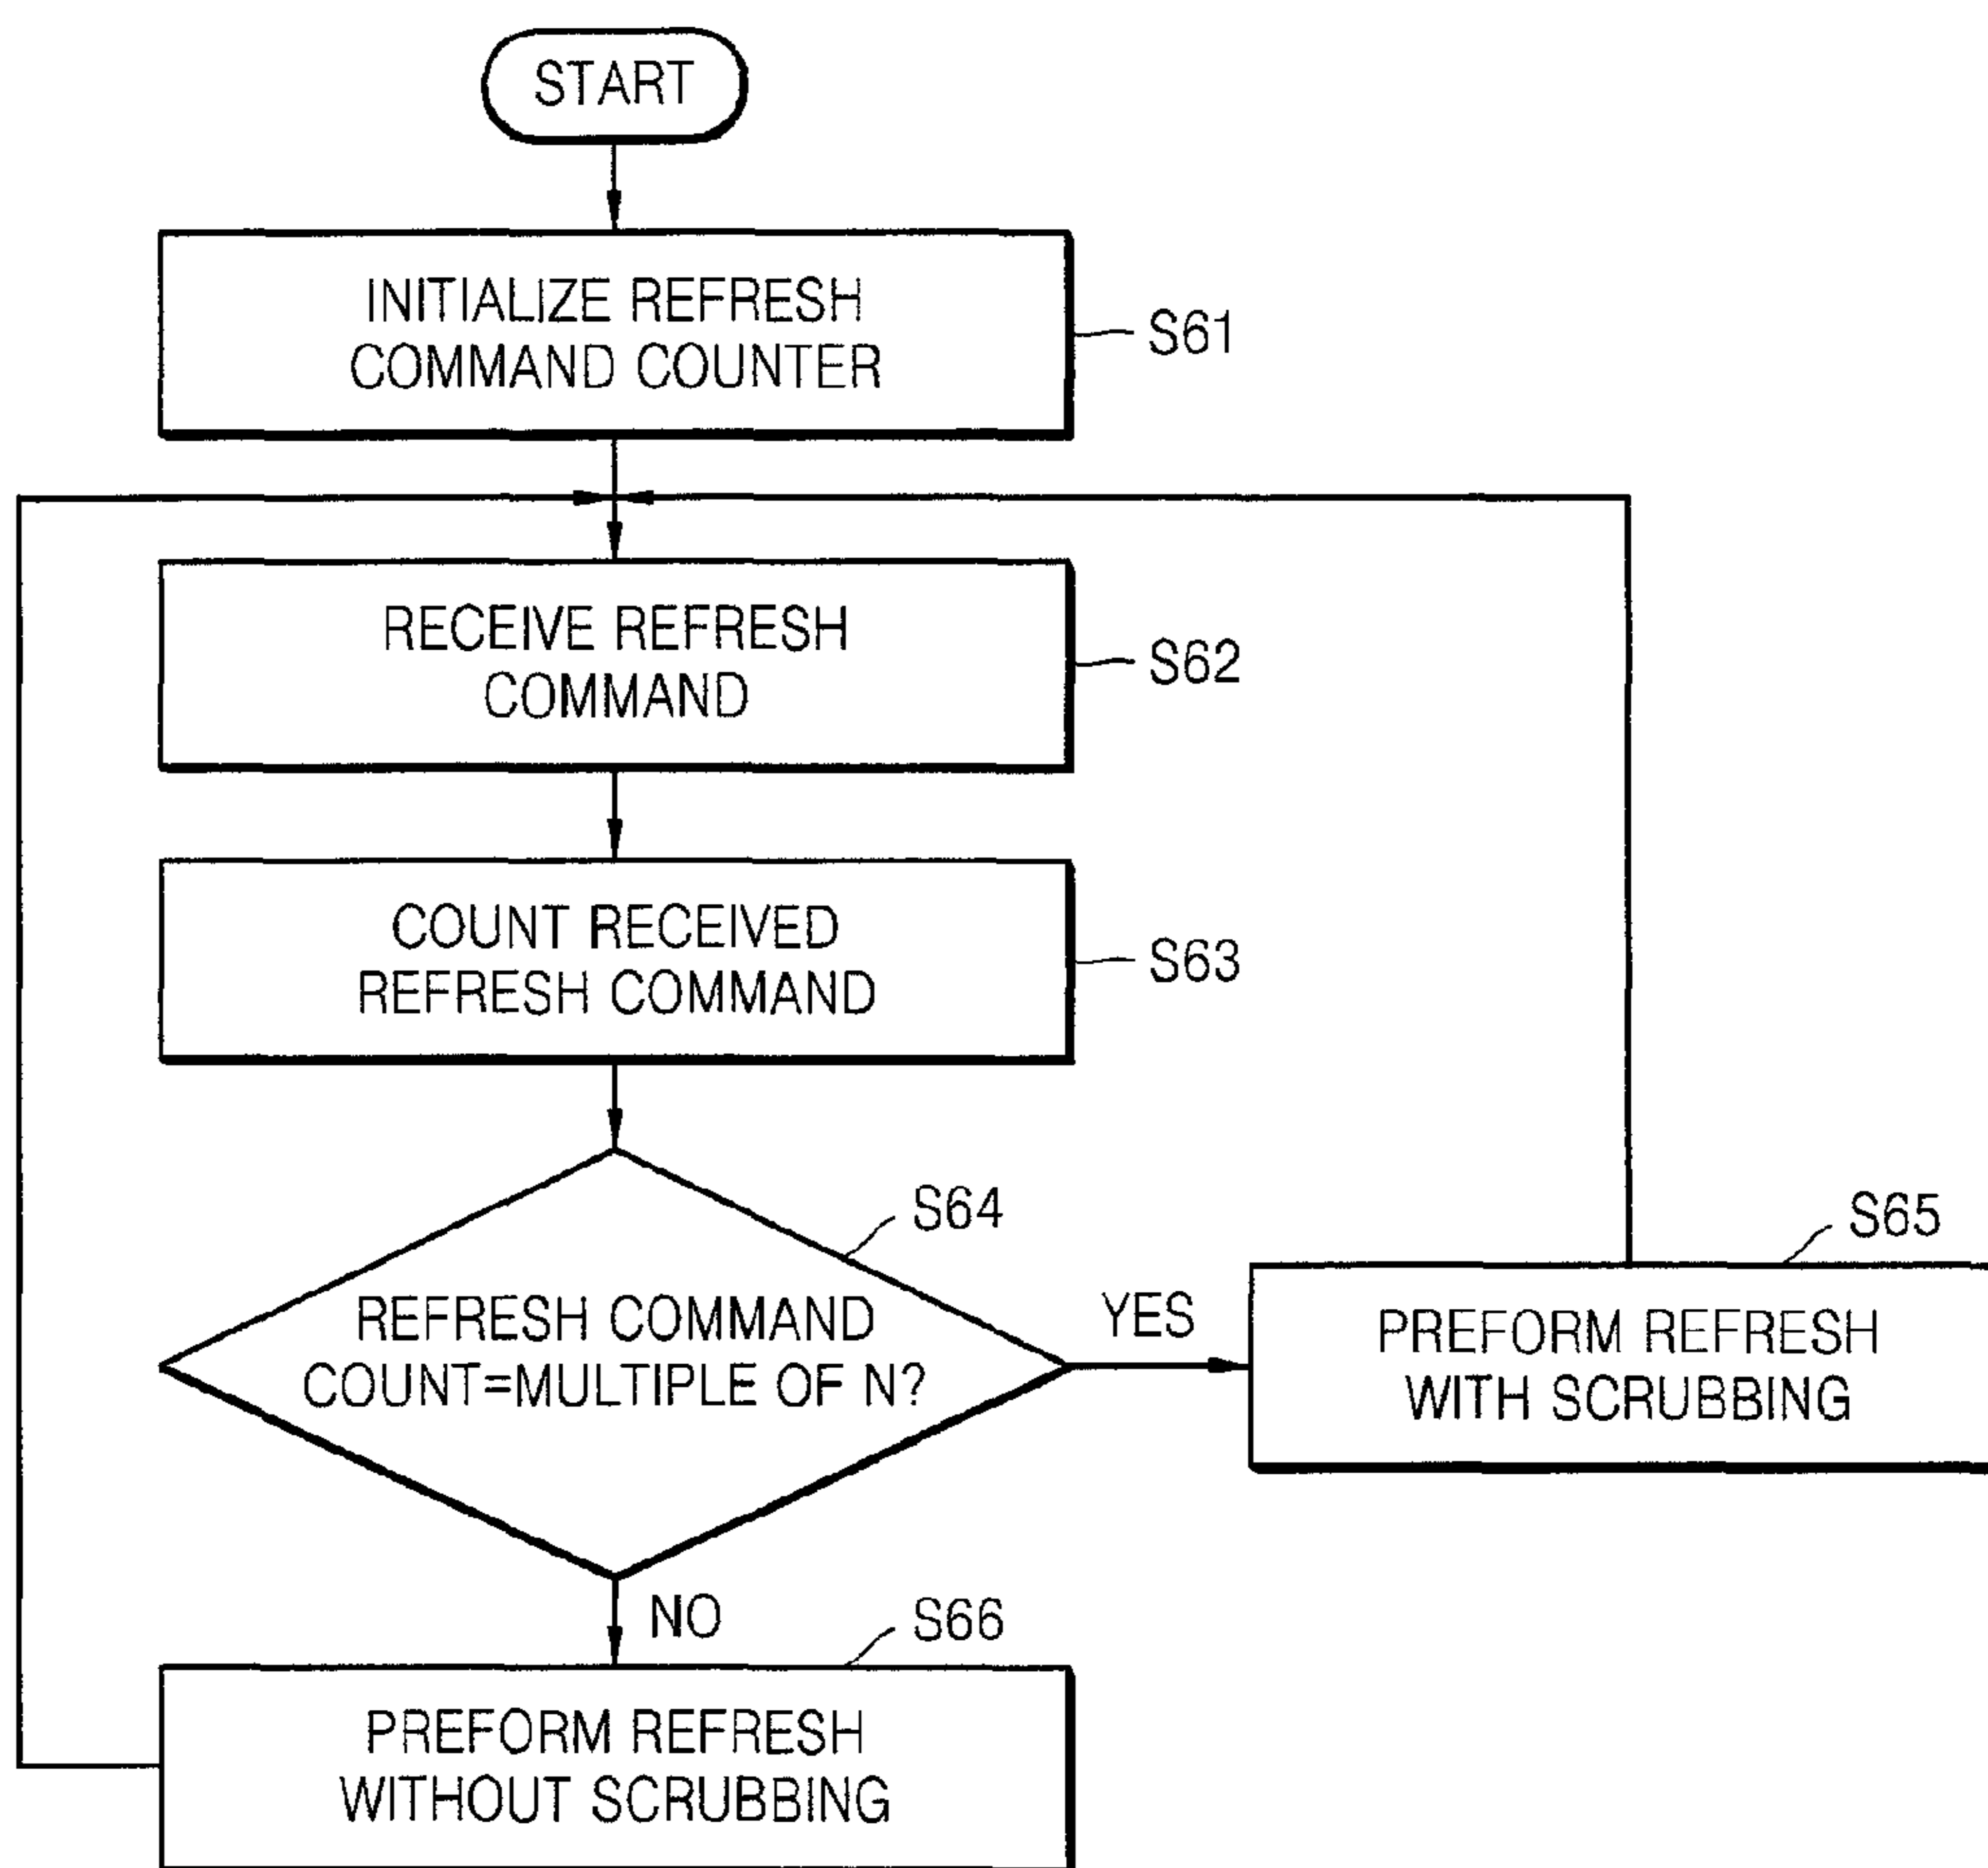 START
INITIALIZE REFRESH
COMMAND COUNTER
S61
RECEIVE REFRESH
COMMAND
S62
COUNT RECEIVED
REFRESH COMMAND
S63
S64
REFRESH COMMAND
COUNT=MULTIPLE OF N?
YES
S65
PREFORM REFRESH
WITH SCRUBBING
NO
S66
PREFORM REFRESH
WITHOUT SCRUBBING